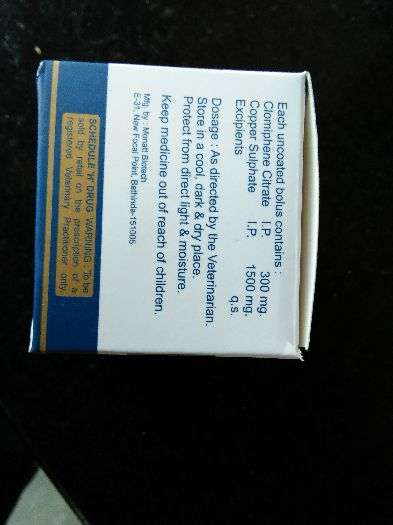 Each uncoated bolus contains :
Clomiphene Citrate I.P. 300 mg.
Copper Sulphate I.P. 1500 mg.
Excipients q.s.
Dosage : As directed by the Veterinarian.
Store in a cool, dark & dry place.
Protect from direct light & moisture.
Keep medicine out of reach of children.
Mfg. by : Monatt Biotech
E-31, New Focal Point, Bathinda-151005
SCHEDULE 'H' DRUG WARNING : To be
sold by retail on the prescription of a
registered Veterinary Practitioner only.